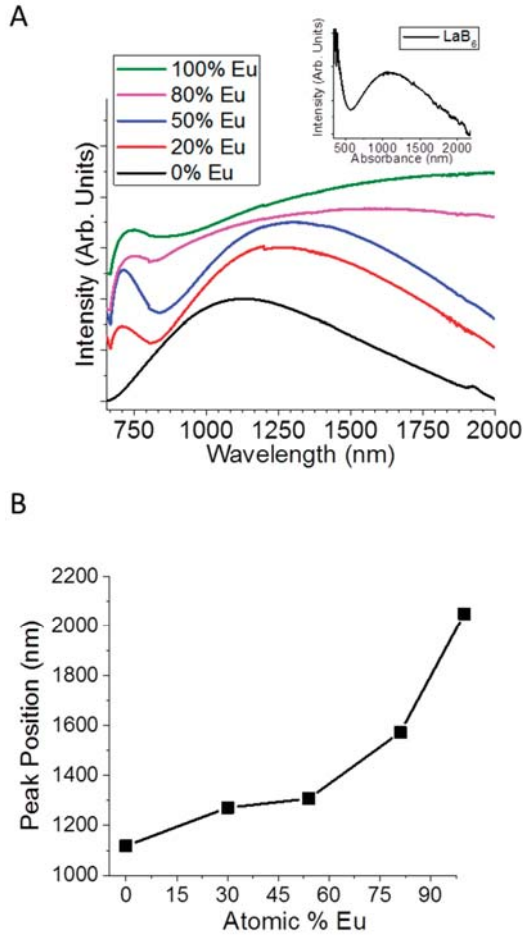 A
100% Eu
80% Eu
50% Eu
20% Eu
0% Eu
LaB6
Intensity (Arb. Units)
500 1000 1500 2000
Absorbance (nm)
Intensity (Arb. Units)
750 1000 1250 1500 1750 2000
Wavelength (nm)
B
2200
2000
1800
1600
1400
1200
1000
Peak Position (nm)
0 15 30 45 60 75 90
Atomic % Eu